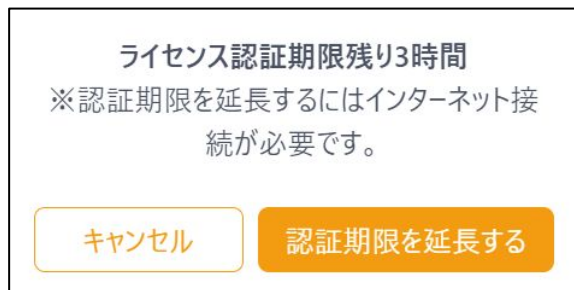 ライセンス認証期限残り3時間
※認証期限を延長するにはインターネット接
続が必要です。
キャンセル
認証期限を延長する